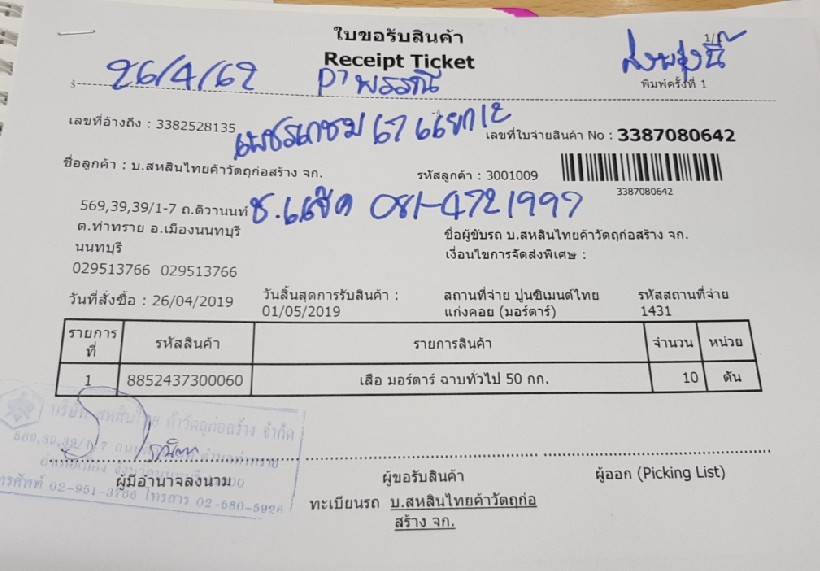 ใบขอรับสินค้า
Receipt Ticket
26/4/62
ส่งพรุ่งนี้
พิมพ์ครั้งที่ 1
เลขที่อ้างถึง : 3382528135
เพชรเกษม 67 แยก 12
เลขที่ใบจ่ายสินค้า No : 3387080642
ชื่อลูกค้า : บ.สหสินไทยค้าวัตถุก่อสร้าง จก.
รหัสลูกค้า : 3001009
3387080642
569,39,39/1-7 ถ.ติวานนท์
081-4721997
ต.ท่าทราย อ.เมืองนนทบุรี
ชื่อผู้ขับรถ บ.สหสินไทยค้าวัตถุก่อสร้าง จก.
นนทบุรี
เงื่อนไขการจัดส่งพิเศษ :
029513766 029513766
วันที่สั่งซื้อ : 26/04/2019
วันสิ้นสุดการรับสินค้า :
01/05/2019
สถานที่จ่าย ปูนซิเมนต์ไทย
แก่งคอย (มอร์ตาร์)
รหัสสถานที่จ่าย
1431
รายการที่ รหัสสินค้า รายการสินค้า จำนวน หน่วย
1 8852437300060 เสือ มอร์ตาร์ ฉาบทั่วไป 50 กก. 10 ตัน
บริษัท สหสินไทย ค้าวัตถุก่อสร้าง จำกัด
569,39,39/1-7
ผู้มีอำนาจลงนาม
ผู้ขอรับสินค้า
ผู้ออก (Picking List)
โทรศัพท์ 02-951-3766 โทรสาร 02-580-5926
ทะเบียนรถ บ.สหสินไทยค้าวัตถุก่อ
สร้าง จก.